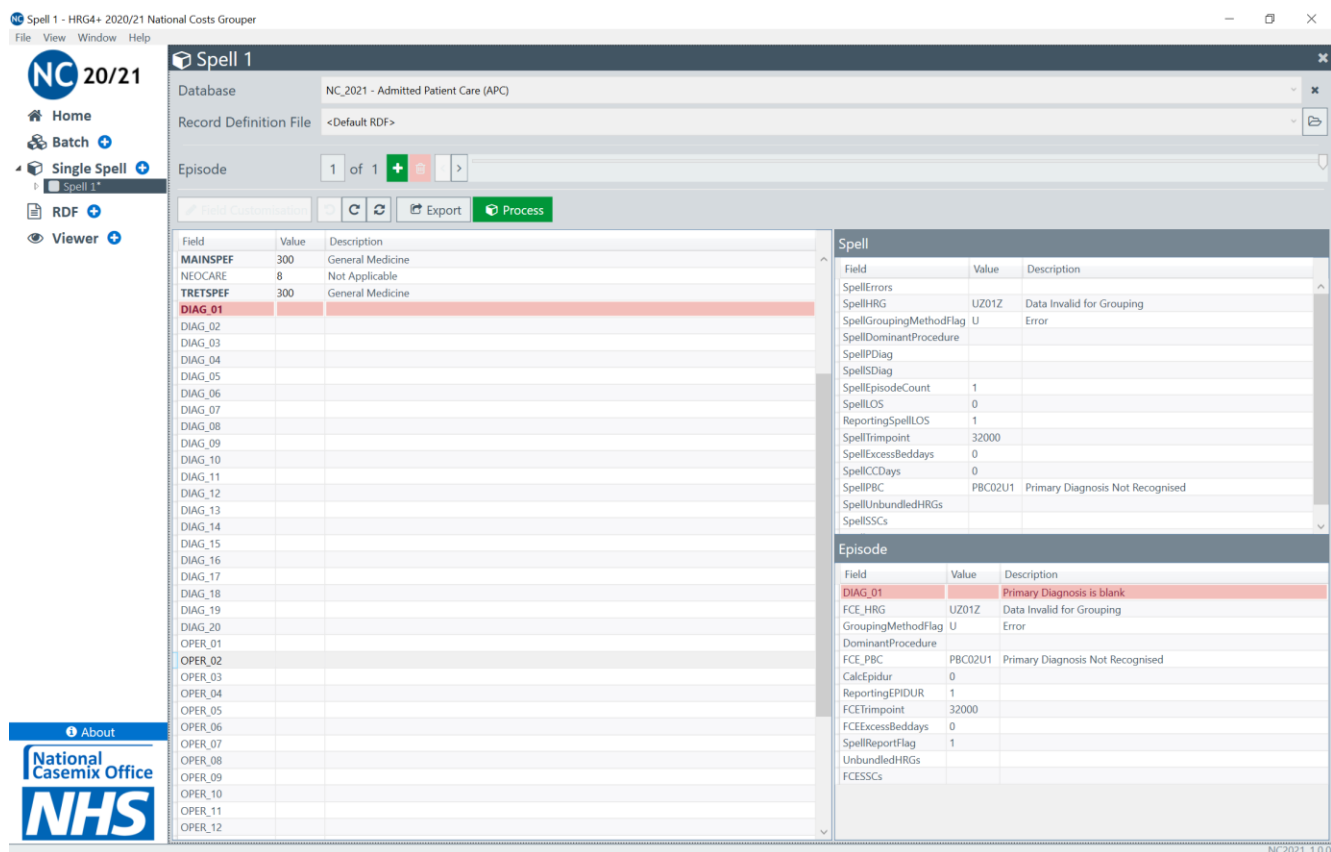 Spell 1 - HRG4+ 2020/21 National Costs Grouper
File View Window Help
NC 20/21
Home
Batch
Single Spell
Spell 1*
RDF
Viewer
About
National
Casemix Office
NHS
Spell 1
Database NC_2021 - Admitted Patient Care (APC)
Record Definition File <Default RDF>
Episode 1 of 1
Field Customisation Export Process
Field Value Description
MAINSPEF 300 General Medicine
NEOCARE 8 Not Applicable
TRETSPEF 300 General Medicine
DIAG_01
DIAG_02
DIAG_03
DIAG_04
DIAG_05
DIAG_06
DIAG_07
DIAG_08
DIAG_09
DIAG_10
DIAG_11
DIAG_12
DIAG_13
DIAG_14
DIAG_15
DIAG_16
DIAG_17
DIAG_18
DIAG_19
DIAG_20
OPER_01
OPER_02
OPER_03
OPER_04
OPER_05
OPER_06
OPER_07
OPER_08
OPER_09
OPER_10
OPER_11
OPER_12
Spell
Field Value Description
SpellErrors
SpellHRG UZ01Z Data Invalid for Grouping
SpellGroupingMethodFlag U Error
SpellDominantProcedure
SpellPDiag
SpellSDiag
SpellEpisodeCount 1
SpellLOS 0
ReportingSpellLOS 1
SpellTrimpoint 32000
SpellExcessBeddays 0
SpellCCDays 0
SpellPBC PBC02U1 Primary Diagnosis Not Recognised
SpellUnbundledHRGs
SpellSSCs
Episode
Field Value Description
DIAG_01 Primary Diagnosis is blank
FCE_HRG UZ01Z Data Invalid for Grouping
GroupingMethodFlag U Error
DominantProcedure
FCE_PBC PBC02U1 Primary Diagnosis Not Recognised
CalcEpidur 0
ReportingEPIDUR 1
FCETrimpoint 32000
FCEExcessBeddays 0
SpellReportFlag 1
UnbundledHRGs
FCESSCs
NC2021_1.0.0